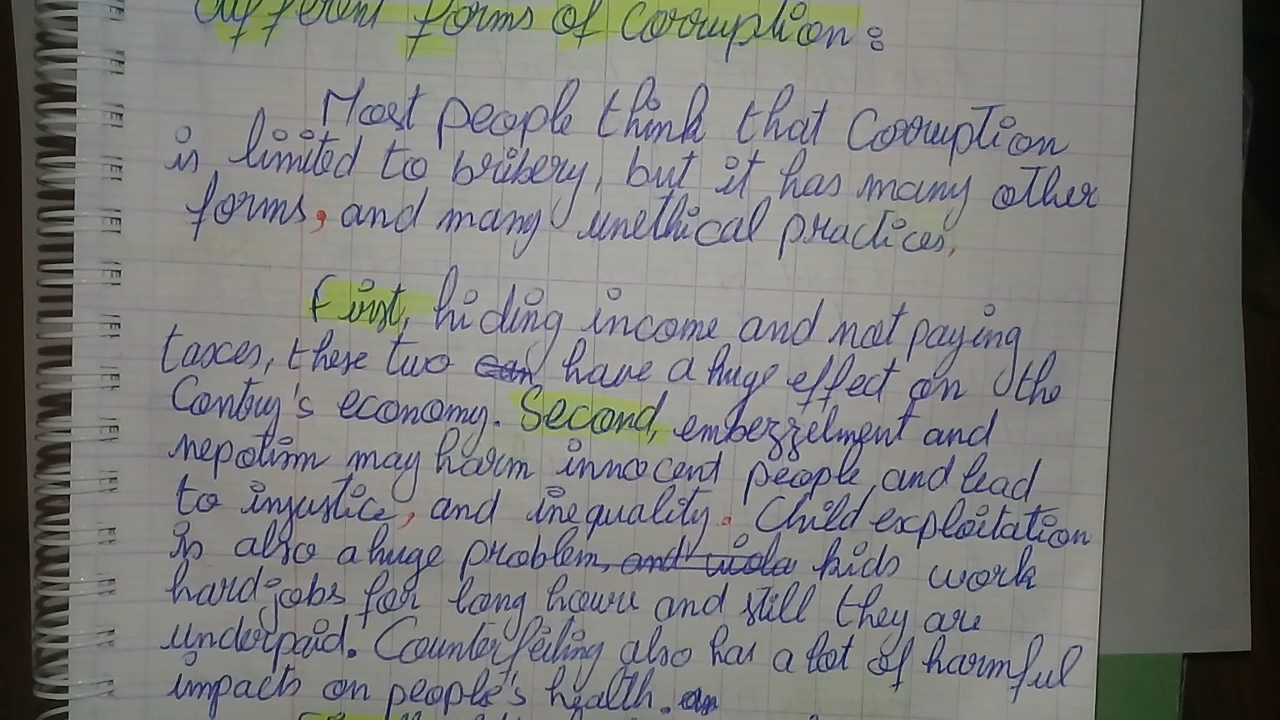 different forms of Corruption:
Most people think that Corruption
is limited to bribery, but it has many other
forms, and many unethical practices.
First, hiding income and not paying
taxes, these two can have a huge effect on the
Contry's economy. Second, embezzelment and
nepotism may harm innocent people, and lead
to injustice, and inequality. Child exploitation
is also a huge problem, and kids work
hard jobs for long hours and still they are
underpaid. Counterfeiting also has a lot of harmful
impacts on people's health.